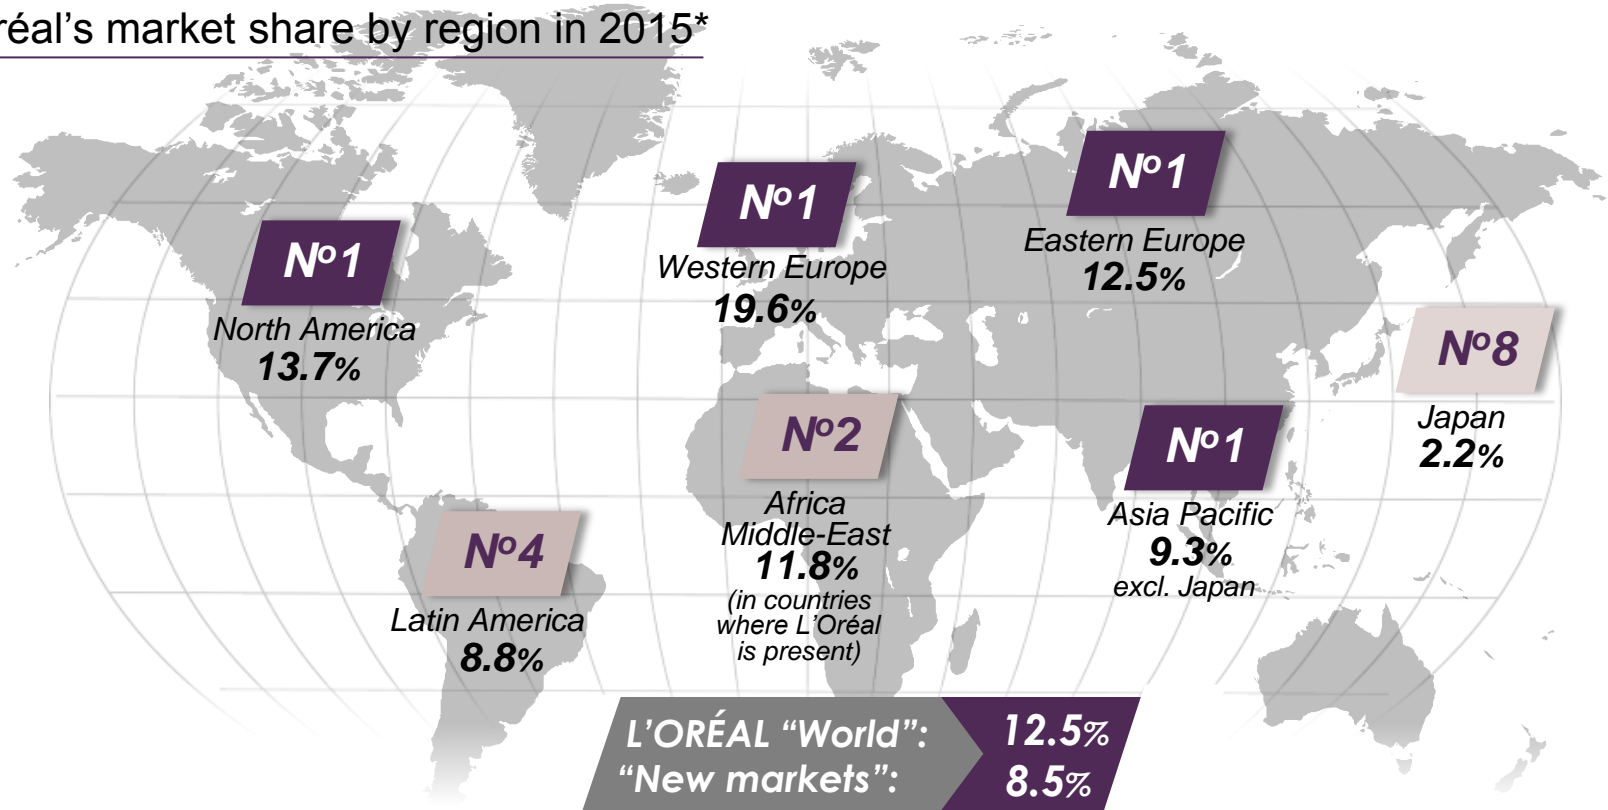 réal’s market share by region in 2015*
Nº1
Western Europe
19.6%
Nº1
Eastern Europe
12.5%
Nº1
North America
13.7%
Nº8
Japan
2.2%
Nº2
Africa
Middle-East
11.8%
(in countries
where L’Oréal
is present)
Nº1
Asia Pacific
9.3%
excl. Japan
Nº4
Latin America
8.8%
L’ORÉAL “World”: 12.5%
“New markets”: 8.5%